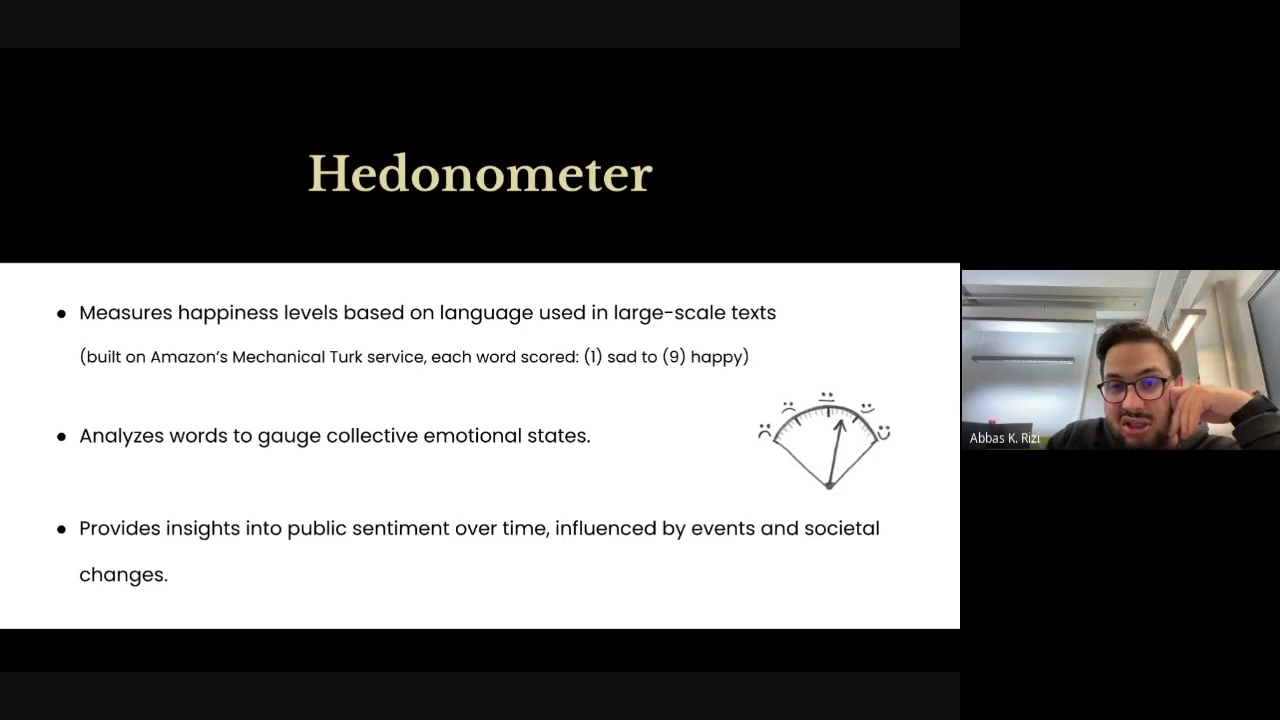 Hedonometer
● Measures happiness levels based on language used in large-scale texts
(built on Amazon’s Mechanical Turk service, each word scored: (1) sad to (9) happy)
● Analyzes words to gauge collective emotional states.
● Provides insights into public sentiment over time, influenced by events and societal
changes.
Abbas K. Rizi